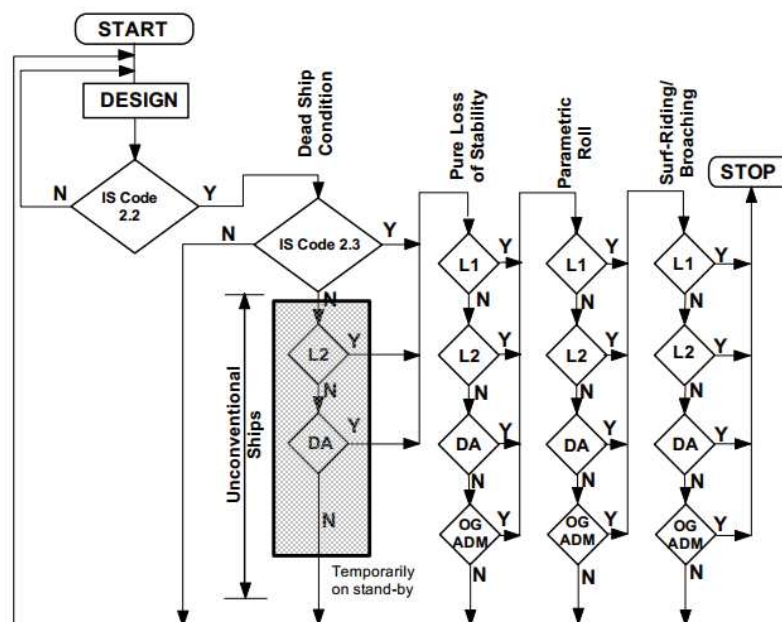 START
DESIGN
N
IS Code
2.2
Y
Dead Ship
Condition
N
IS Code 2.3
Y
N
L2
Y
N
DA
Y
N
Unconventional
Ships
Temporarily
on stand-by
Pure Loss
of Stability
L1
Y
N
L2
Y
N
DA
Y
N
OG
ADM
Y
N
Parametric
Roll
L1
Y
N
L2
Y
N
DA
Y
N
OG
ADM
Y
N
Surf-Riding/
Broaching
L1
Y
N
L2
Y
N
DA
Y
N
OG
ADM
Y
N
STOP